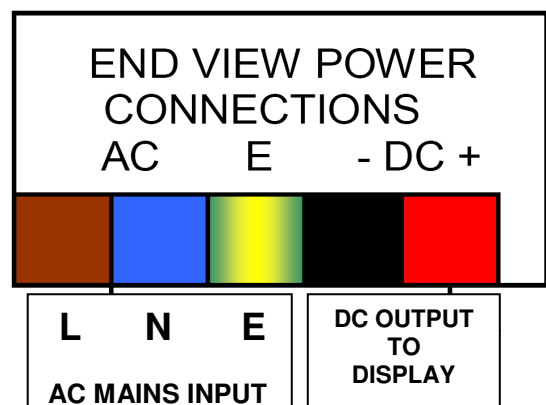 END VIEW POWER
CONNECTIONS
AC E - DC +
L N E
AC MAINS INPUT
DC OUTPUT
TO
DISPLAY